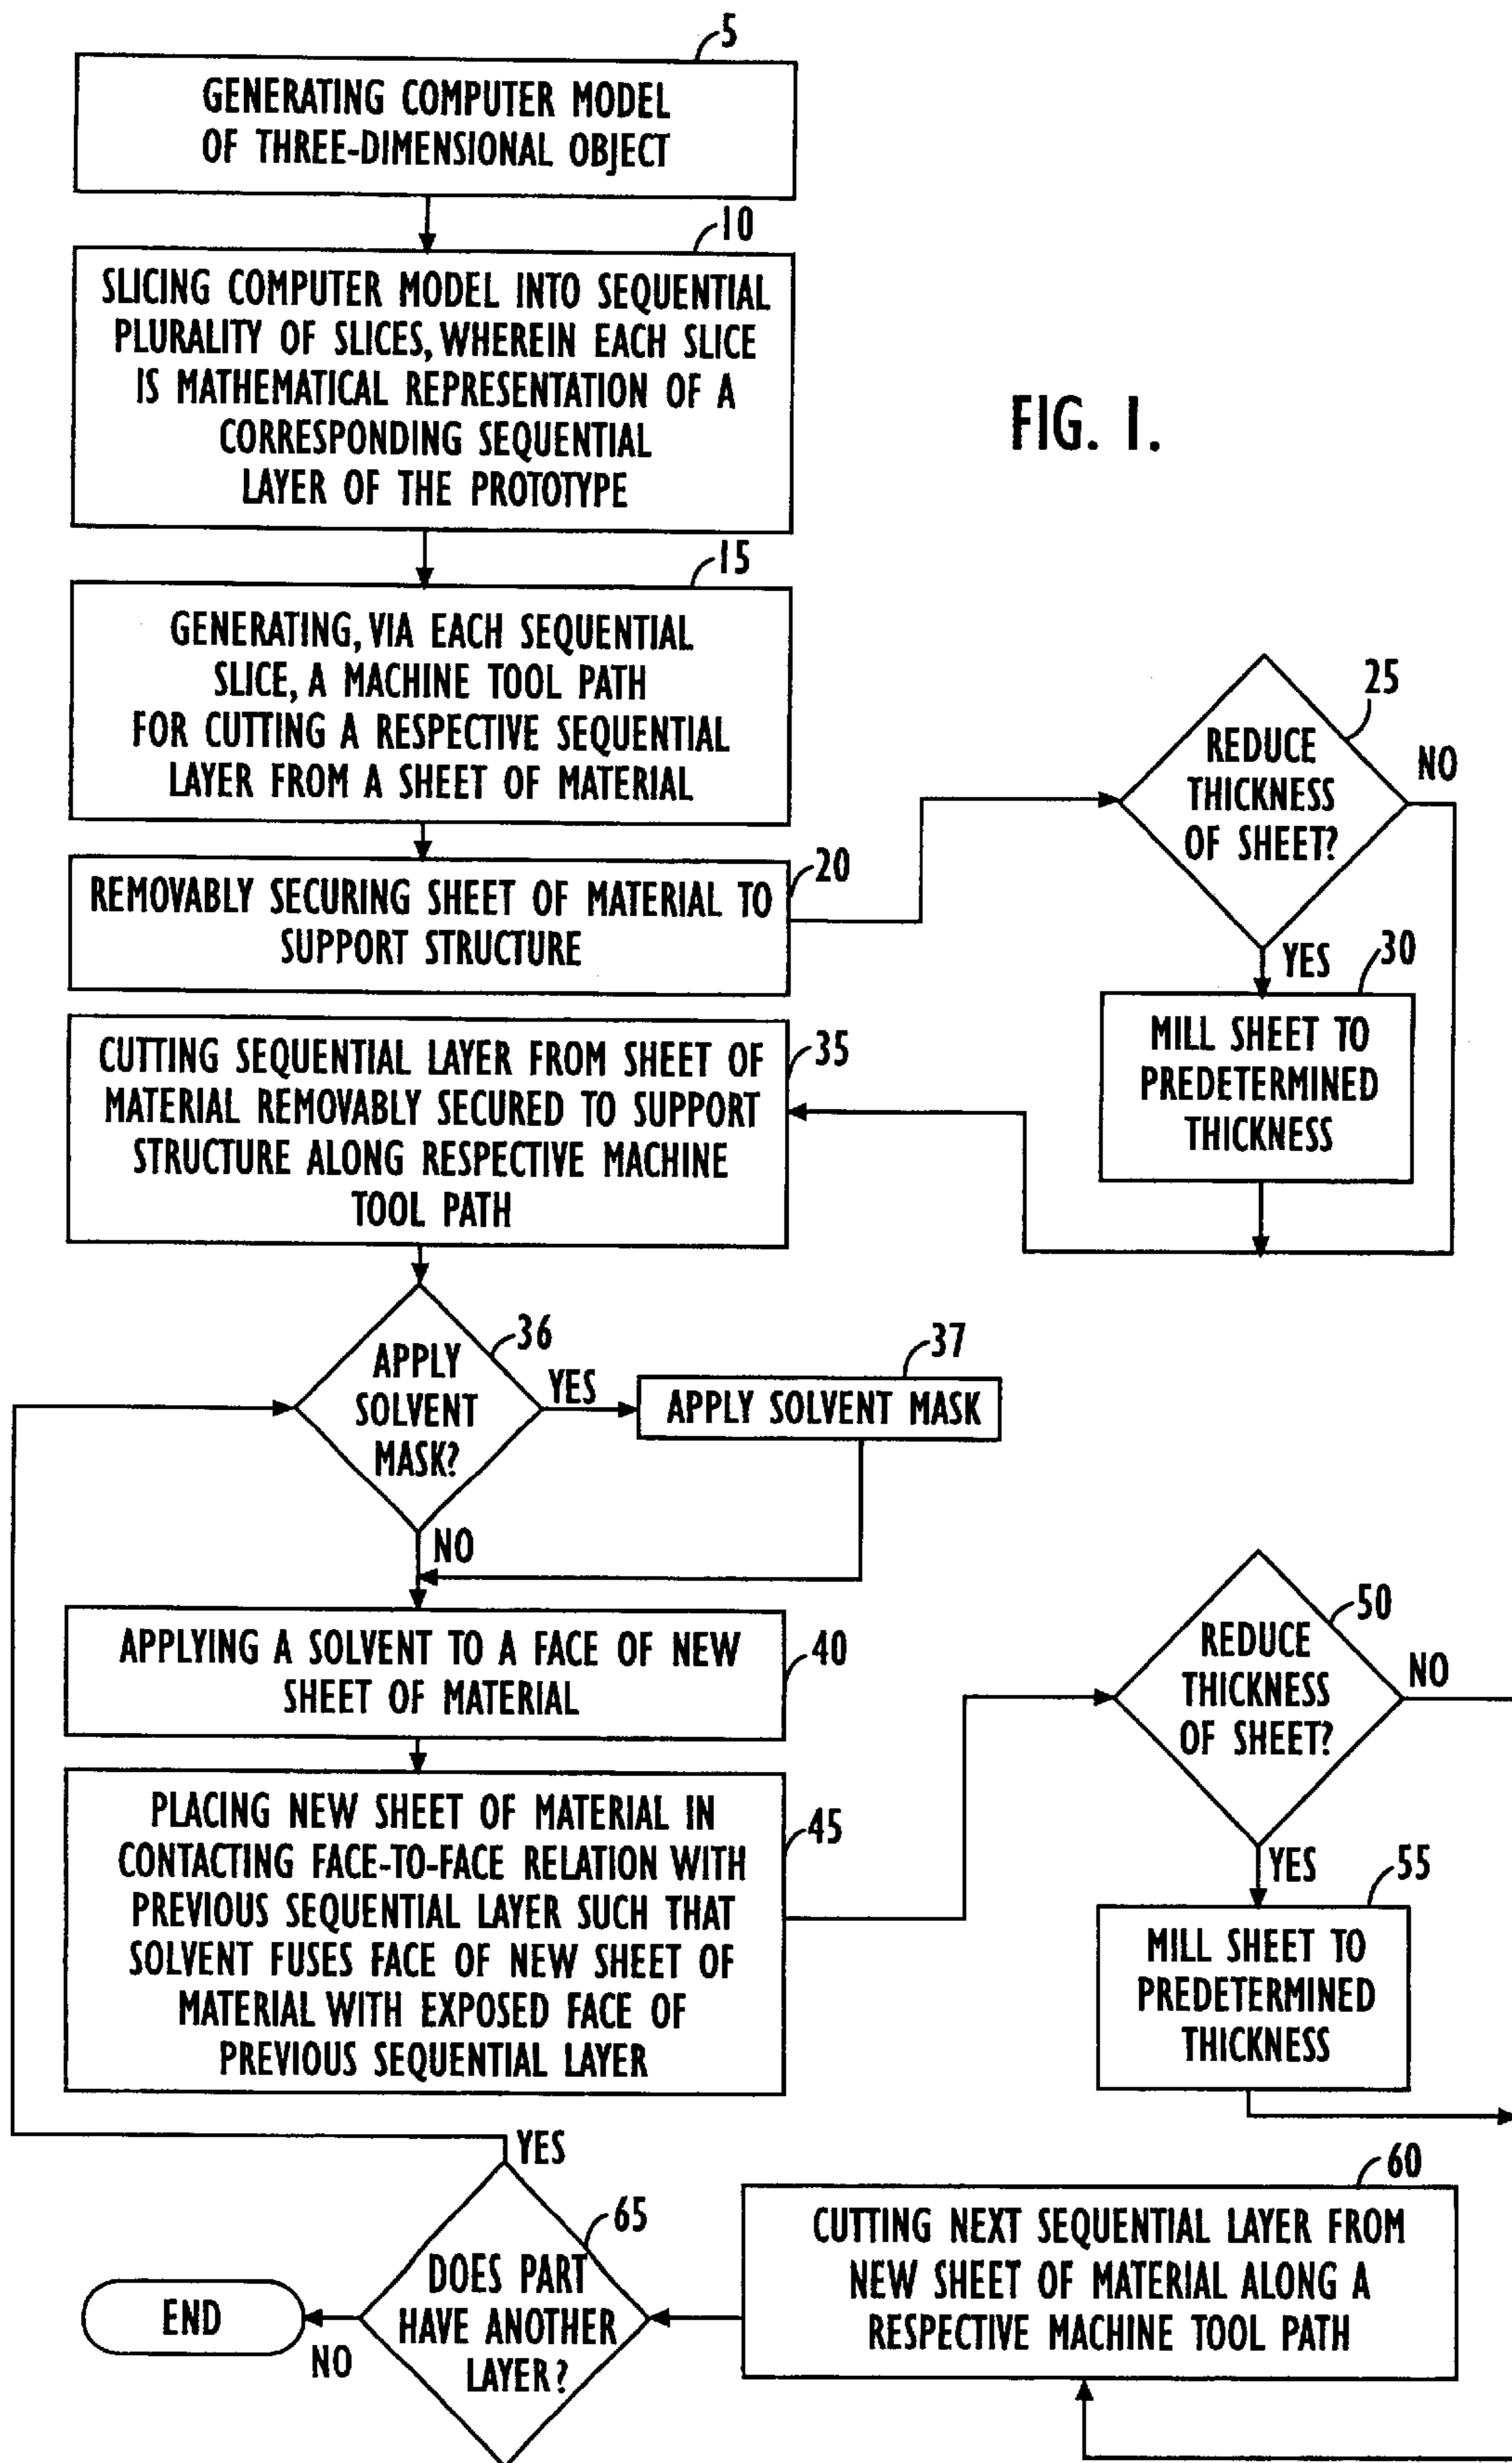 5
GENERATING COMPUTER MODEL
OF THREE-DIMENSIONAL OBJECT
10
SLICING COMPUTER MODEL INTO SEQUENTIAL
PLURALITY OF SLICES, WHEREIN EACH SLICE
IS MATHEMATICAL REPRESENTATION OF A
CORRESPONDING SEQUENTIAL
LAYER OF THE PROTOTYPE
FIG. 1.
15
GENERATING, VIA EACH SEQUENTIAL
SLICE, A MACHINE TOOL PATH
FOR CUTTING A RESPECTIVE SEQUENTIAL
LAYER FROM A SHEET OF MATERIAL
20
REMOVABLY SECURING SHEET OF MATERIAL TO
SUPPORT STRUCTURE
25
REDUCE
THICKNESS
OF SHEET?
NO
YES
30
MILL SHEET TO
PREDETERMINED
THICKNESS
35
CUTTING SEQUENTIAL LAYER FROM SHEET OF
MATERIAL REMOVABLY SECURED TO SUPPORT
STRUCTURE ALONG RESPECTIVE MACHINE
TOOL PATH
36
APPLY
SOLVENT
MASK?
YES
37
APPLY SOLVENT MASK
NO
40
APPLYING A SOLVENT TO A FACE OF NEW
SHEET OF MATERIAL
45
PLACING NEW SHEET OF MATERIAL IN
CONTACTING FACE-TO-FACE RELATION WITH
PREVIOUS SEQUENTIAL LAYER SUCH THAT
SOLVENT FUSES FACE OF NEW SHEET OF
MATERIAL WITH EXPOSED FACE OF
PREVIOUS SEQUENTIAL LAYER
50
REDUCE
THICKNESS
OF SHEET?
NO
YES
55
MILL SHEET TO
PREDETERMINED
THICKNESS
60
CUTTING NEXT SEQUENTIAL LAYER FROM
NEW SHEET OF MATERIAL ALONG A
RESPECTIVE MACHINE TOOL PATH
YES
65
DOES PART
HAVE ANOTHER
LAYER?
NO
END